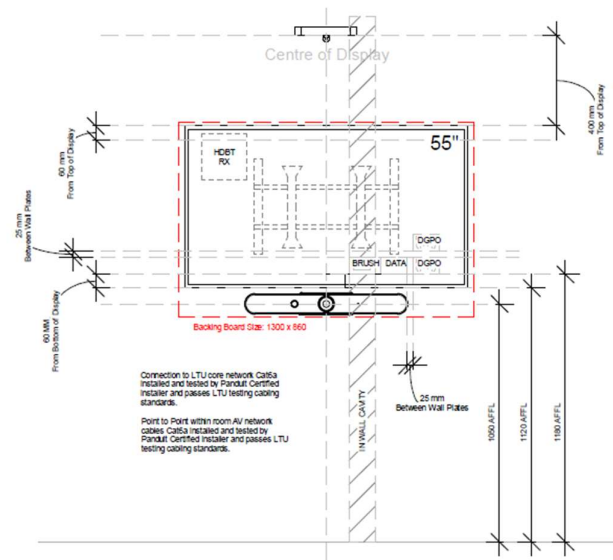 Centre of Display
400 mm
From Top of Display
60 mm
From Top of Display
55"
HDBT
RX
25 mm
Between Wall Plates
DGPO
BRUSH
DATA
DGPO
60 MM
From Bottom of Display
Backing Board Size: 1300 x 860
Connection to LTU core network Cat6a
installed and tested by Panduit Certified
Installer and passes LTU testing cabling
standards.
Point to Point within room AV network
cables Cat6a installed and tested by
Panduit Certified Installer and passes LTU
testing cabling standards.
IN WALL CAVITY
25 mm
Between Wall Plates
1050 AFFL
1120 AFFL
1180 AFFL